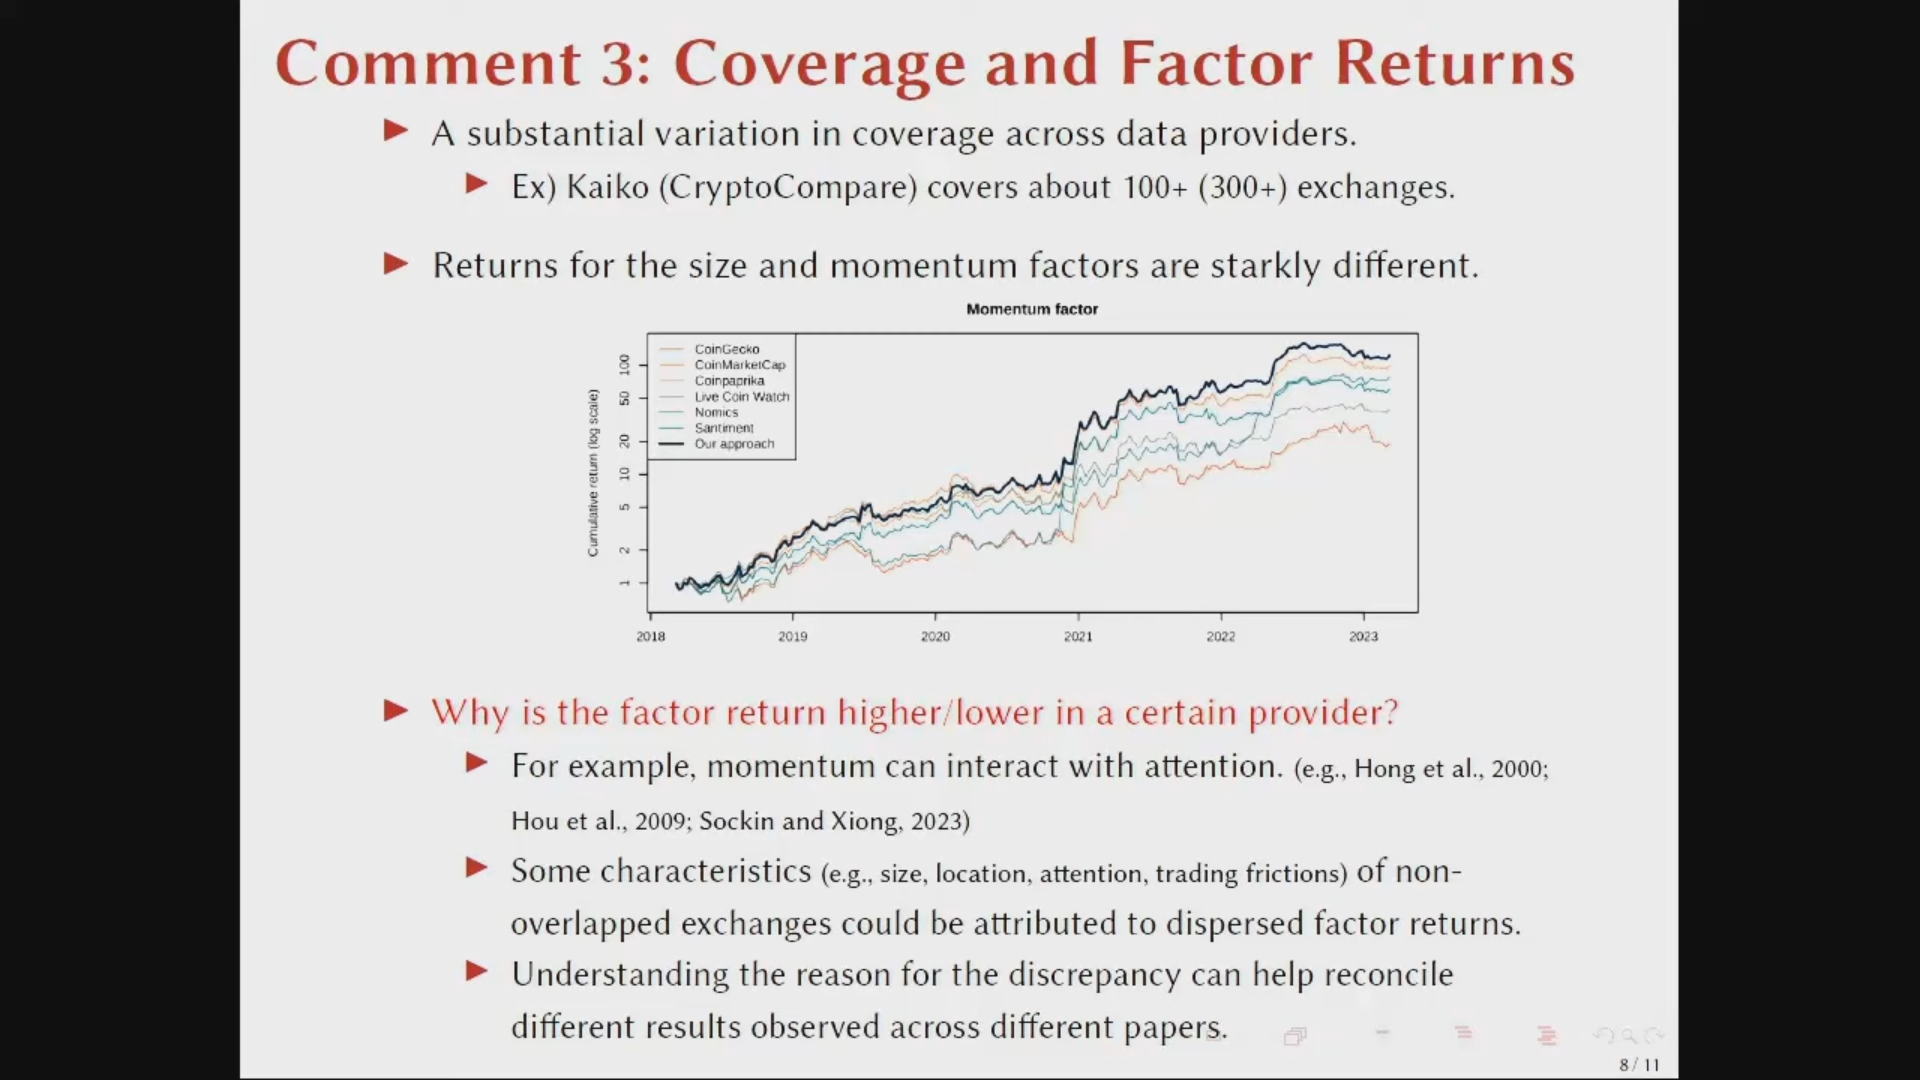 Comment 3: Coverage and Factor Returns
A substantial variation in coverage across data providers.
Ex) Kaiko (CryptoCompare) covers about 100+ (300+) exchanges.
Returns for the size and momentum factors are starkly different.
Momentum factor
CoinGecko
CoinMarketCap
Coinpaprika
Live Coin Watch
Nomics
Santiment
Our approach
Cumulative return (log scale)
100
50
20
10
5
2
1
2018 2019 2020 2021 2022 2023
Why is the factor return higher/lower in a certain provider?
For example, momentum can interact with attention. (e.g., Hong et al., 2000;
Hou et al., 2009; Sockin and Xiong, 2023)
Some characteristics (e.g., size, location, attention, trading frictions) of non-
overlapped exchanges could be attributed to dispersed factor returns.
Understanding the reason for the discrepancy can help reconcile
different results observed across different papers.
8 / 11